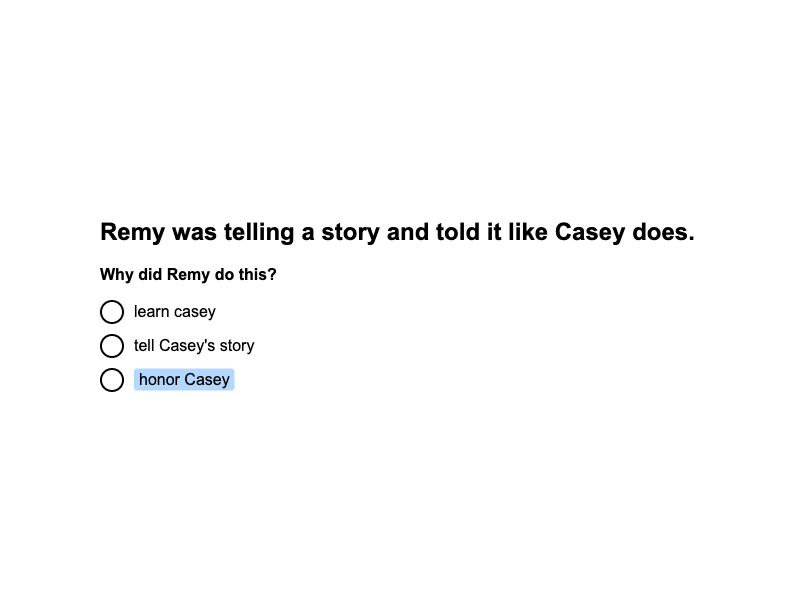 Remy was telling a story and told it like Casey does.
Why did Remy do this?
learn casey
tell Casey's story
honor Casey